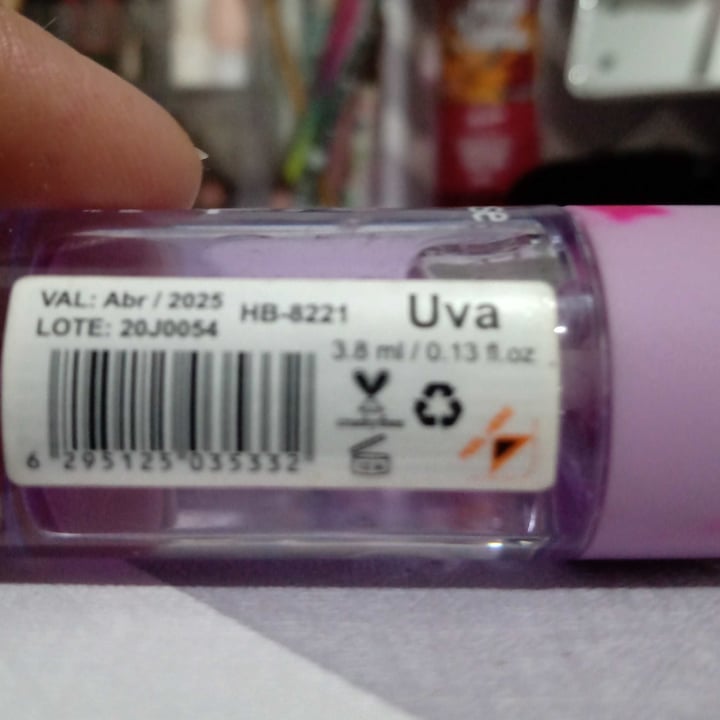 VAL: Abr / 2025
LOTE: 20J0054
HB-8221
Uva
3.8 ml / 0.13 fl.oz
6 295125 035332